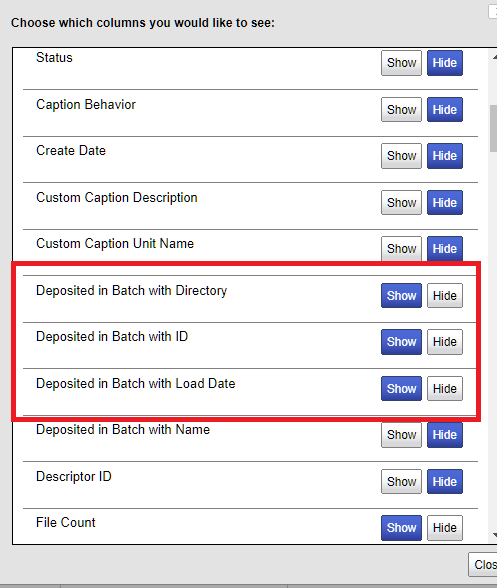 Choose which columns you would like to see:
Status Show Hide
Caption Behavior Show Hide
Create Date Show Hide
Custom Caption Description Show Hide
Custom Caption Unit Name Show Hide
Deposited in Batch with Directory Show Hide
Deposited in Batch with ID Show Hide
Deposited in Batch with Load Date Show Hide
Deposited in Batch with Name Show Hide
Descriptor ID Show Hide
File Count Show Hide
Clos